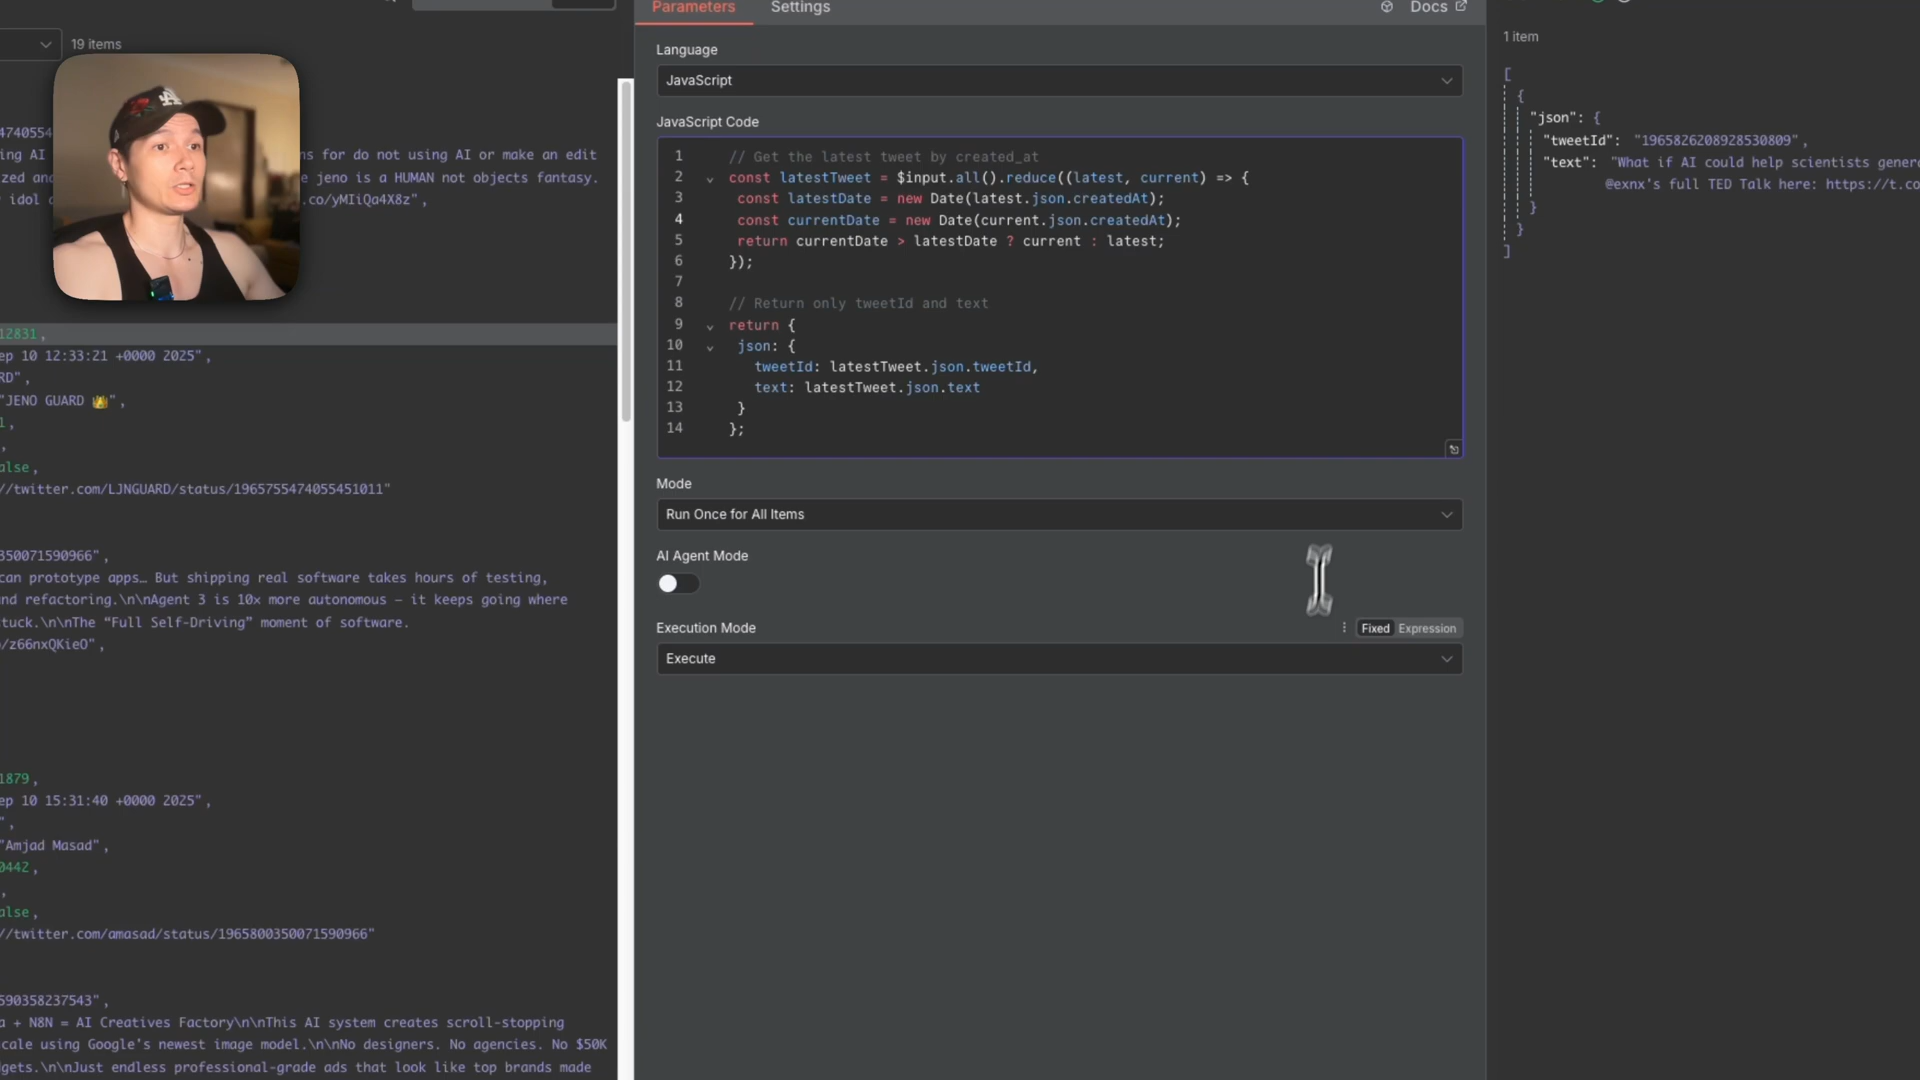 19 items
474055
ing AI
ns for do not using AI or make an edit
zed and
e jeno is a HUMAN not objects fantasy.
idol
.co/yMIiQa4X8z",
12831,
ep 10 12:33:21 +0000 2025",
RD",
"JENO GUARD 👑",
1,
,
alse,
//twitter.com/LJNGUARD/status/1965755474055451011"
350071590966",
can prototype apps… But shipping real software takes hours of testing,
nd refactoring.\n\nAgent 3 is 10x more autonomous — it keeps going where
tuck.\n\nThe “Full Self-Driving” moment of software.
o/z66nxQKieO",
1879,
ep 10 15:31:40 +0000 2025",
",
"Amjad Masad",
0442,
,
alse,
//twitter.com/amasad/status/1965800350071590966"
590358237543",
a + N8N = AI Creatives Factory\n\nThis AI system creates scroll-stopping
cale using Google’s newest image model.\n\nNo designers. No agencies. No $50K
gets.\n\nJust endless professional-grade ads that look like top brands made
Parameters
Settings
Docs
Language
JavaScript
JavaScript Code
1 // Get the latest tweet by created_at
2 const latestTweet = $input.all().reduce((latest, current) => {
3 const latestDate = new Date(latest.json.createdAt);
4 const currentDate = new Date(current.json.createdAt);
5 return currentDate > latestDate ? current : latest;
6 });
7
8 // Return only tweetId and text
9 return {
10 json: {
11 tweetId: latestTweet.json.tweetId,
12 text: latestTweet.json.text
13 }
14 };
Mode
Run Once for All Items
AI Agent Mode
Execution Mode
Fixed Expression
Execute
1 item
[
{
"json": {
"tweetId": "1965826208928530809",
"text": "What if AI could help scientists gener
@exnx’s full TED Talk here: https://t.co
}
}
]